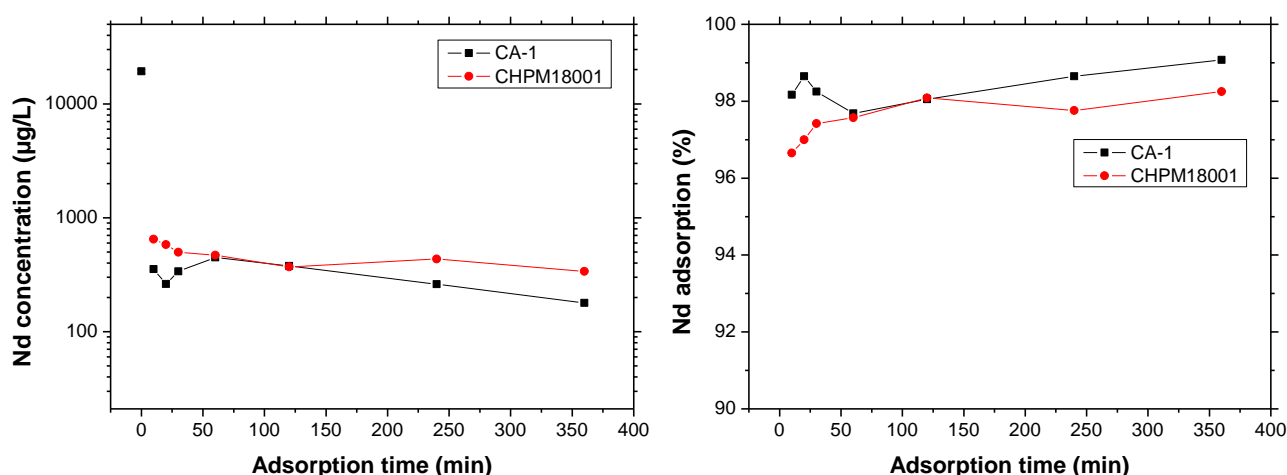 Nd concentration (µg/L)
10000
1000
100
CA-1
CHPM18001
0 50 100 150 200 250 300 350 400
Adsorption time (min)
Nd adsorption (%)
100
98
96
94
92
90
CA-1
CHPM18001
0 50 100 150 200 250 300 350 400
Adsorption time (min)